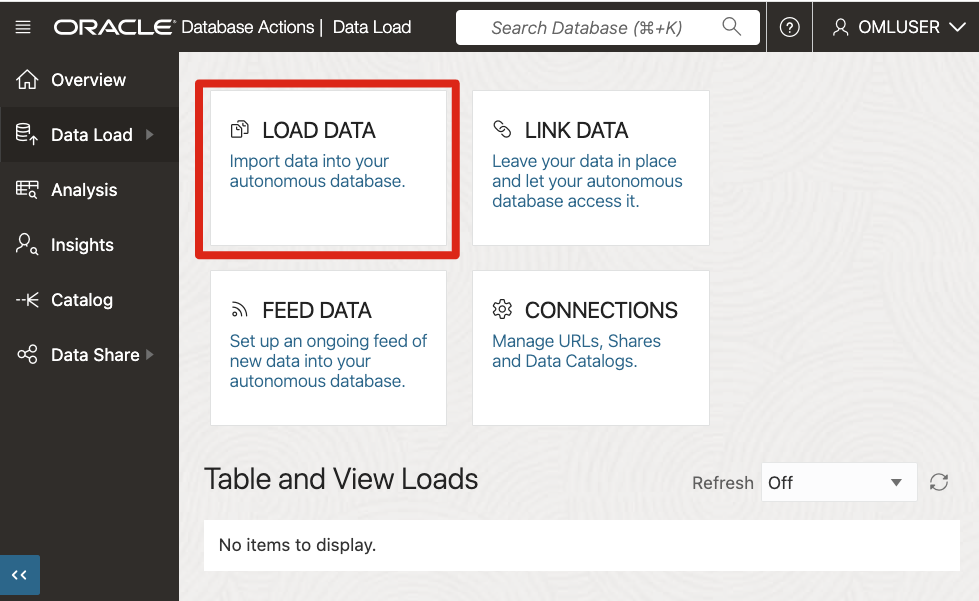 ORACLE® Database Actions | Data Load
Search Database (⌘+K)
OMLUSER
Overview
Data Load
Analysis
Insights
Catalog
Data Share
LOAD DATA
Import data into your
autonomous database.
LINK DATA
Leave your data in place
and let your autonomous
database access it.
FEED DATA
Set up an ongoing feed of
new data into your
autonomous database.
CONNECTIONS
Manage URLs, Shares
and Data Catalogs.
Table and View Loads
Refresh
Off
No items to display.